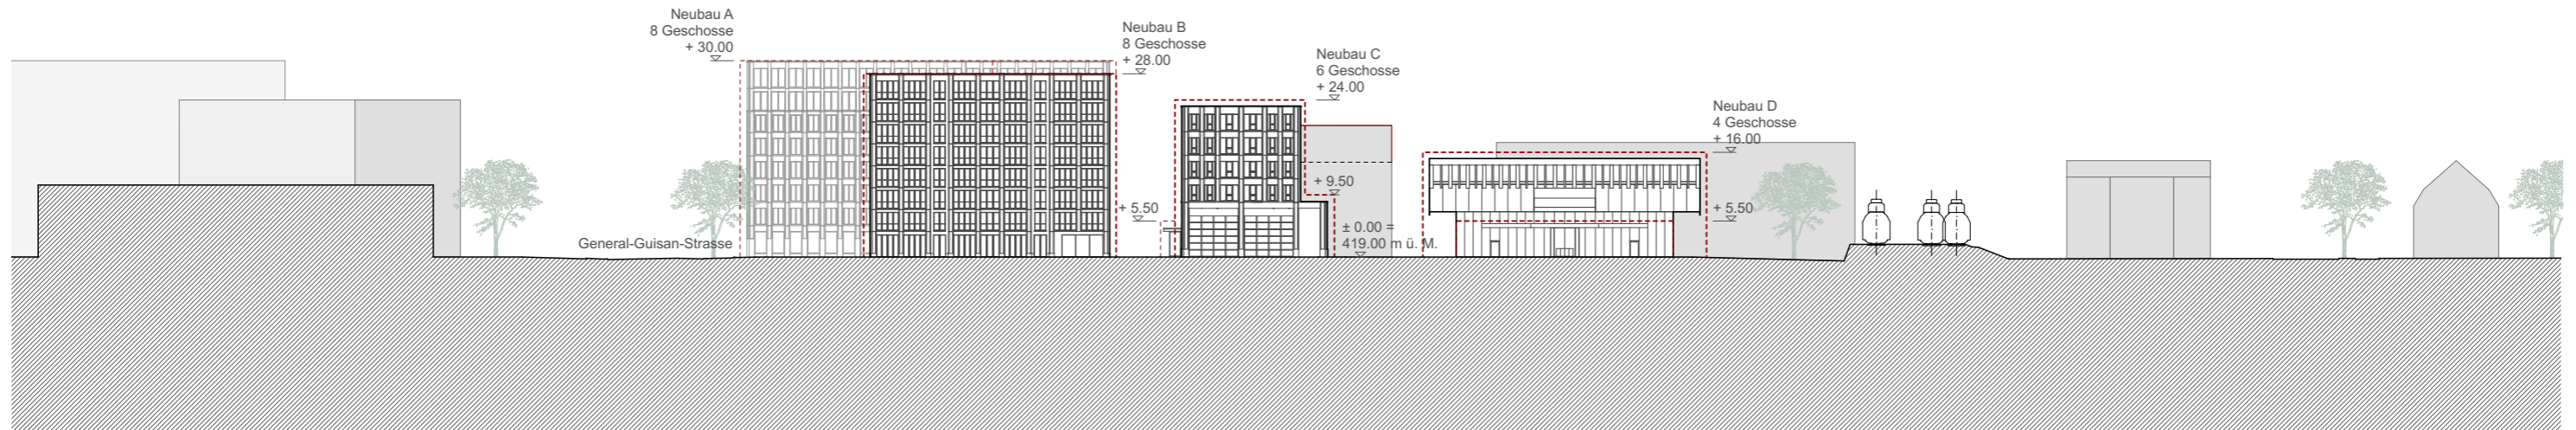 Neubau A
8 Geschosse
+ 30.00
Neubau B
8 Geschosse
+ 28.00
Neubau C
6 Geschosse
+ 24.00
Neubau D
4 Geschosse
+ 16.00
+ 9.50
+ 5.50
+ 5.50
± 0.00 =
419.00 m ü. M.
General-Guisan-Strasse